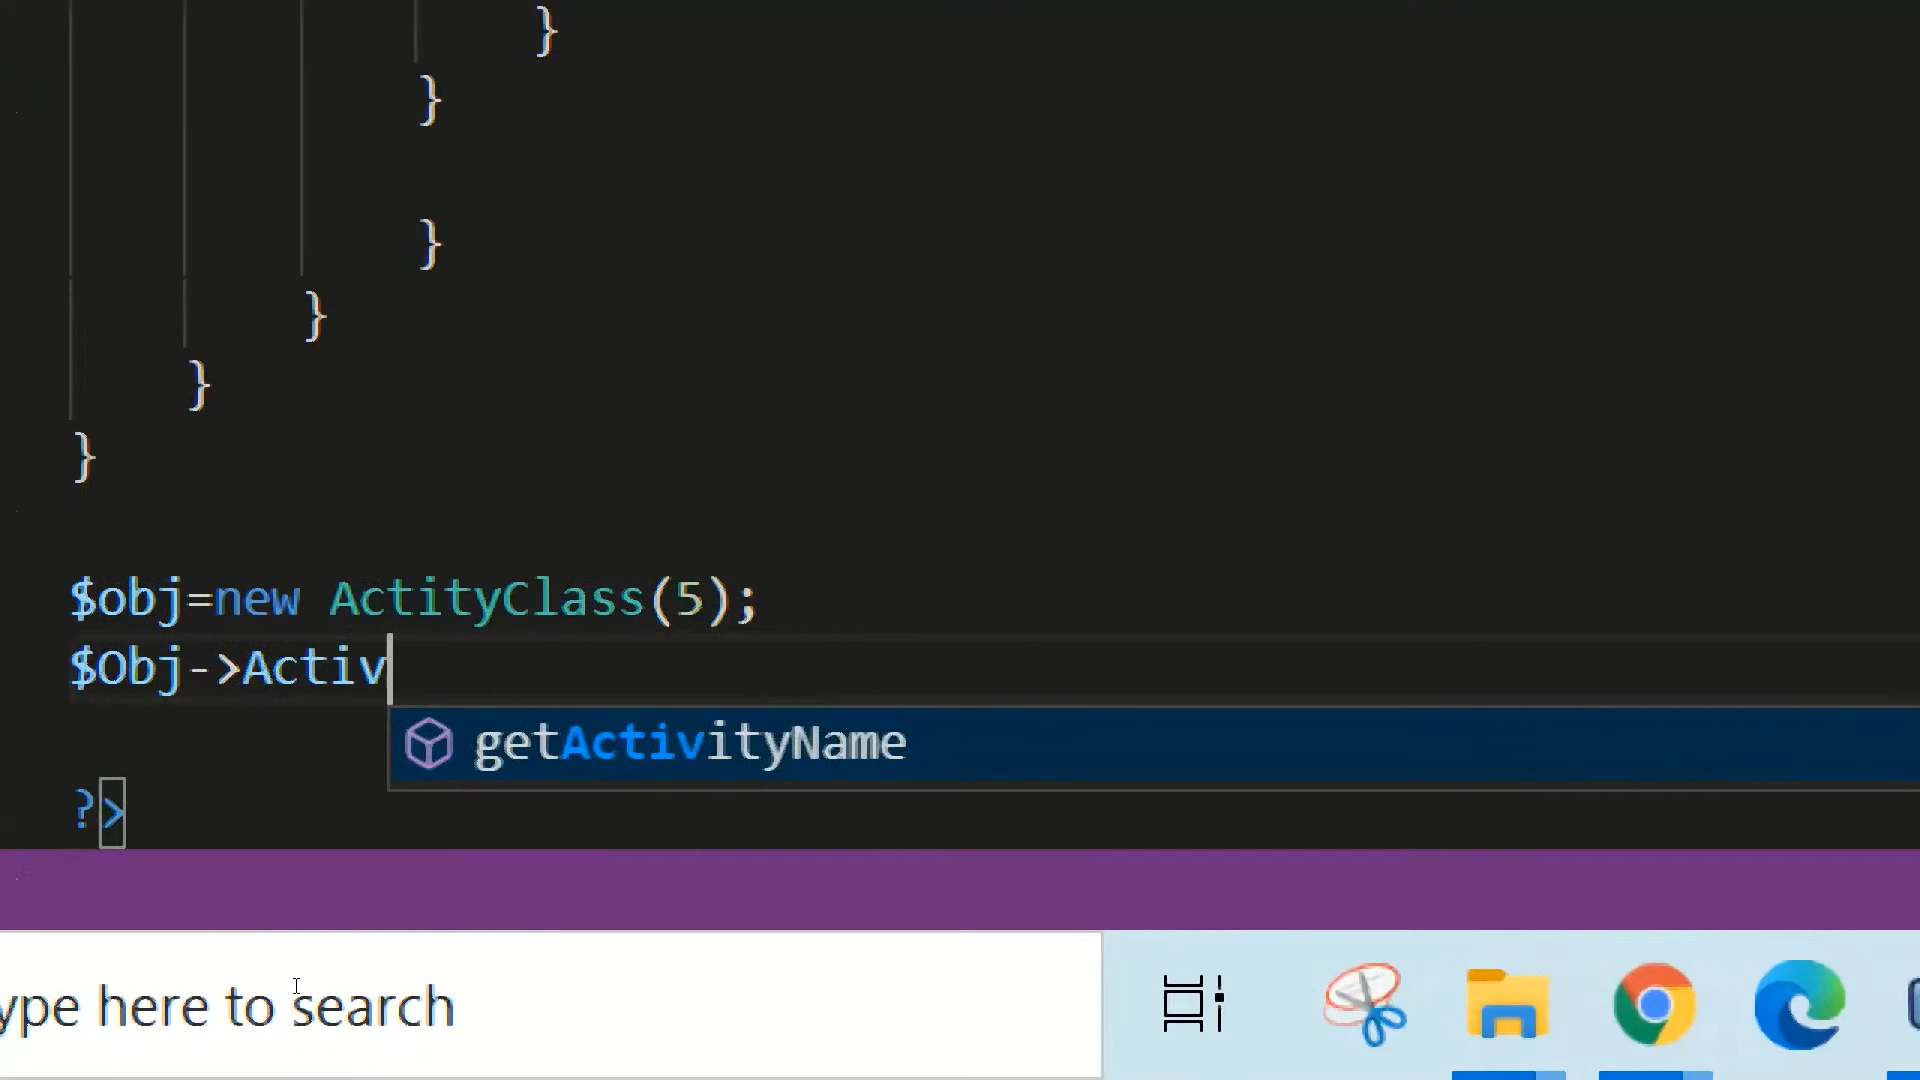 }
}
}
}
}
}
$obj=new ActityClass(5);
$Obj->Activ
getActivityName
?>
ype here to search